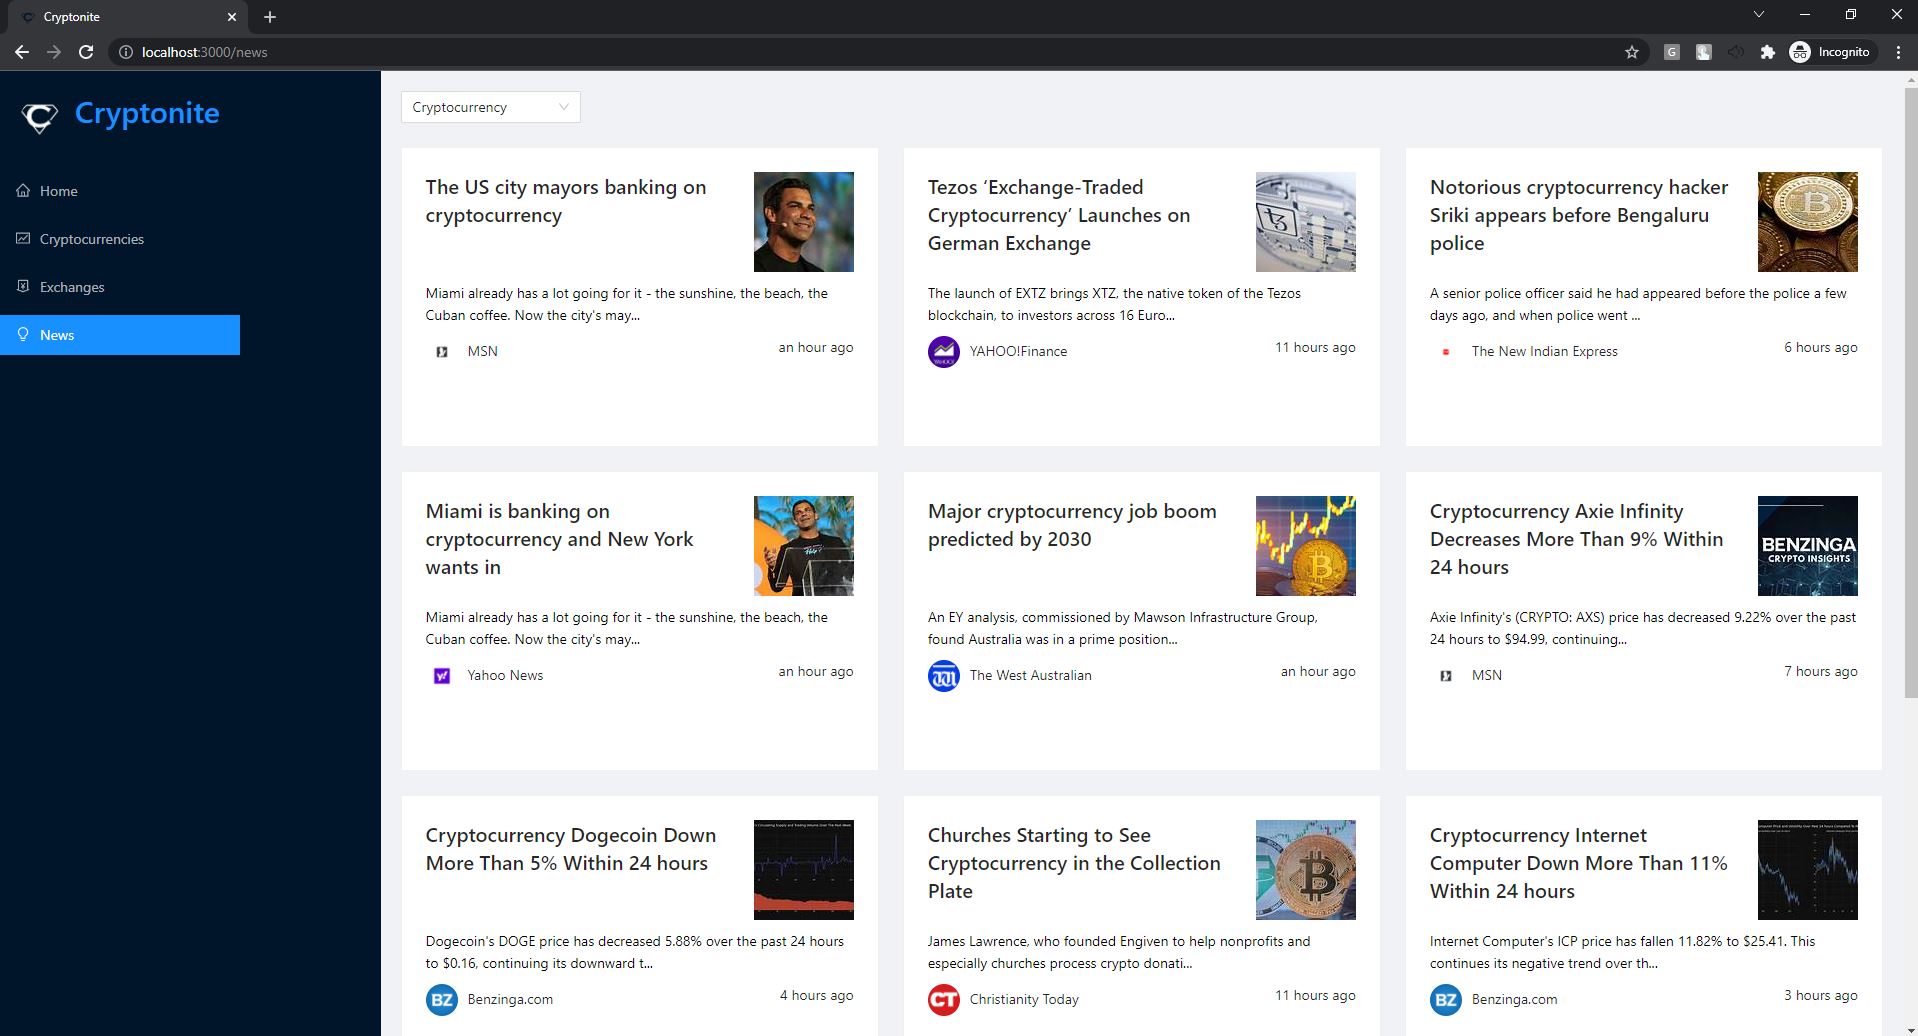 Cryptonite
localhost:3000/news
G
Incognito
Cryptonite
Home
Cryptocurrencies
Exchanges
News
Cryptocurrency
The US city mayors banking on
cryptocurrency
Miami already has a lot going for it - the sunshine, the beach, the
Cuban coffee. Now the city's may...
MSN
an hour ago
Tezos ‘Exchange-Traded
Cryptocurrency’ Launches on
German Exchange
The launch of EXTZ brings XTZ, the native token of the Tezos
blockchain, to investors across 16 Euro...
YAHOO!Finance
11 hours ago
Notorious cryptocurrency hacker
Sriki appears before Bengaluru
police
A senior police officer said he had appeared before the police a few
days ago, and when police went ...
The New Indian Express
6 hours ago
Miami is banking on
cryptocurrency and New York
wants in
Miami already has a lot going for it - the sunshine, the beach, the
Cuban coffee. Now the city's may...
y!
Yahoo News
an hour ago
Major cryptocurrency job boom
predicted by 2030
An EY analysis, commissioned by Mawson Infrastructure Group,
found Australia was in a prime position...
The West Australian
an hour ago
Cryptocurrency Axie Infinity
Decreases More Than 9% Within
24 hours
BENZINGA
CRYPTO INSIGHTS
Axie Infinity's (CRYPTO: AXS) price has decreased 9.22% over the past
24 hours to $94.99, continuing...
MSN
7 hours ago
Cryptocurrency Dogecoin Down
More Than 5% Within 24 hours
Dogecoin's DOGE price has decreased 5.88% over the past 24 hours
to $0.16, continuing its downward t...
BZ
Benzinga.com
4 hours ago
Churches Starting to See
Cryptocurrency in the Collection
Plate
James Lawrence, who founded Engiven to help nonprofits and
especially churches process crypto donati...
CT
Christianity Today
11 hours ago
Cryptocurrency Internet
Computer Down More Than 11%
Within 24 hours
Internet Computer's ICP price has fallen 11.82% to $25.41. This
continues its negative trend over th...
BZ
Benzinga.com
3 hours ago